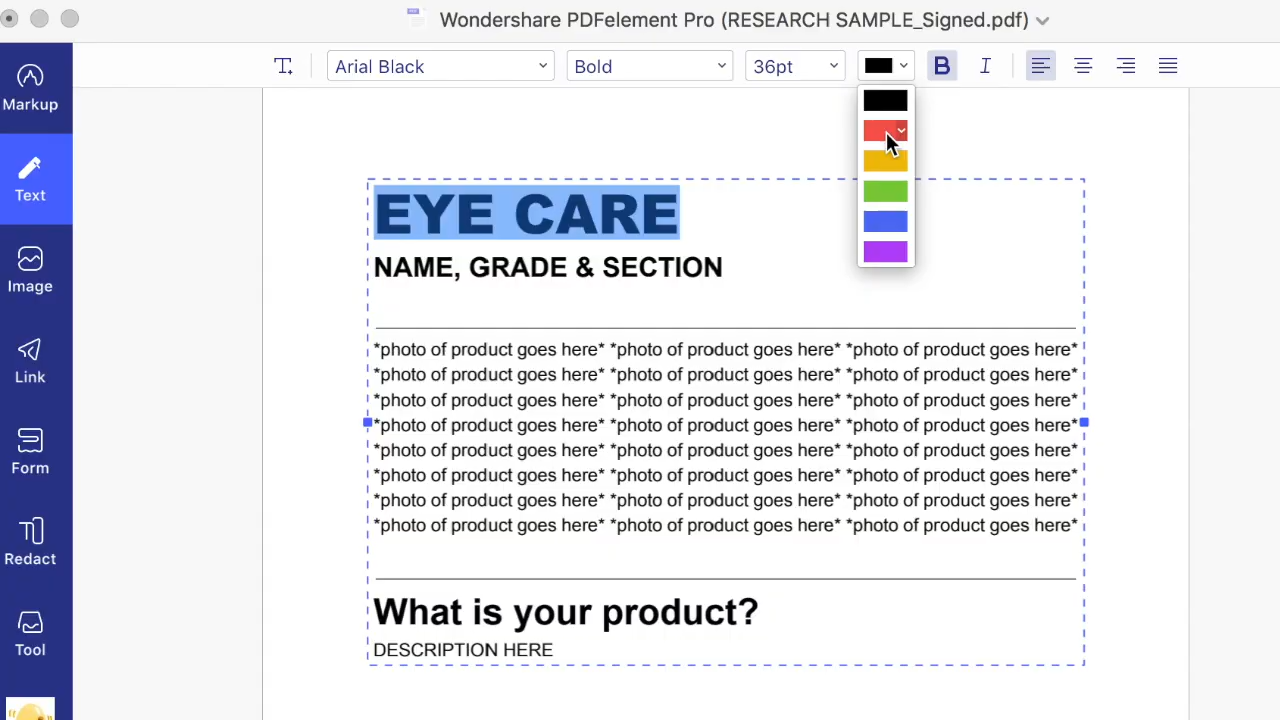 Wondershare PDFelement Pro (RESEARCH SAMPLE_Signed.pdf)
Arial Black
Bold
36pt
B
I
Markup
Text
Image
Link
Form
Redact
Tool
EYE CARE
NAME, GRADE & SECTION
*photo of product goes here* *photo of product goes here* *photo of product goes here*
*photo of product goes here* *photo of product goes here* *photo of product goes here*
*photo of product goes here* *photo of product goes here* *photo of product goes here*
*photo of product goes here* *photo of product goes here* *photo of product goes here*
*photo of product goes here* *photo of product goes here* *photo of product goes here*
*photo of product goes here* *photo of product goes here* *photo of product goes here*
*photo of product goes here* *photo of product goes here* *photo of product goes here*
*photo of product goes here* *photo of product goes here* *photo of product goes here*
What is your product?
DESCRIPTION HERE